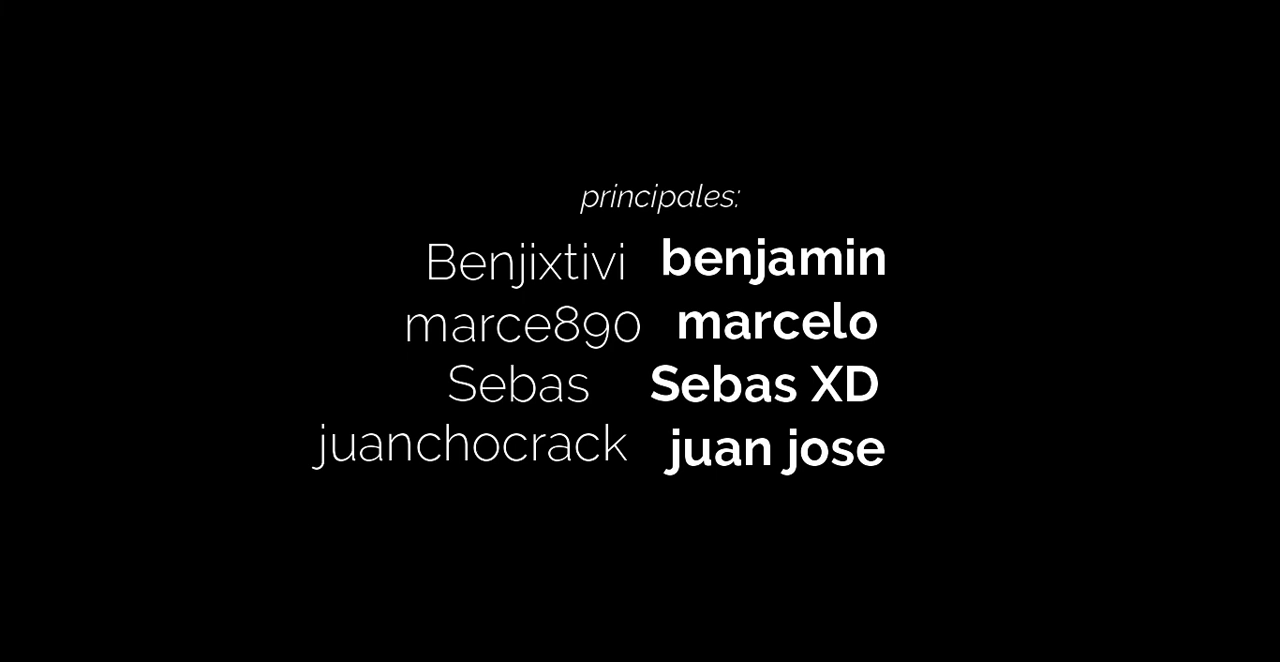 principales:
Benjixtivi benjamin
marce890 marcelo
Sebas Sebas XD
juanchocrack juan jose